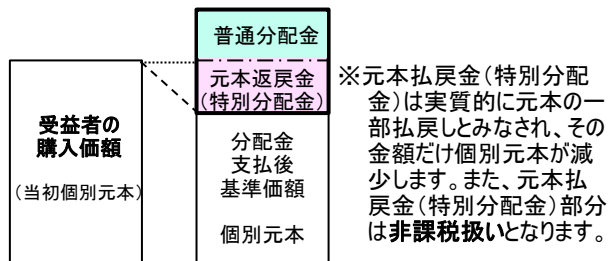 普通分配金
元本返戻金
(特別分配金)
受益者の
購入価額
(当初個別元本)
分配金
支払後
基準価額
個別元本
※元本払戻金(特別分配
金)は実質的に元本の一
部払戻しとみなされ、その
金額だけ個別元本が減
少します。また、元本払
戻金(特別分配金)部分
は非課税扱いとなります。